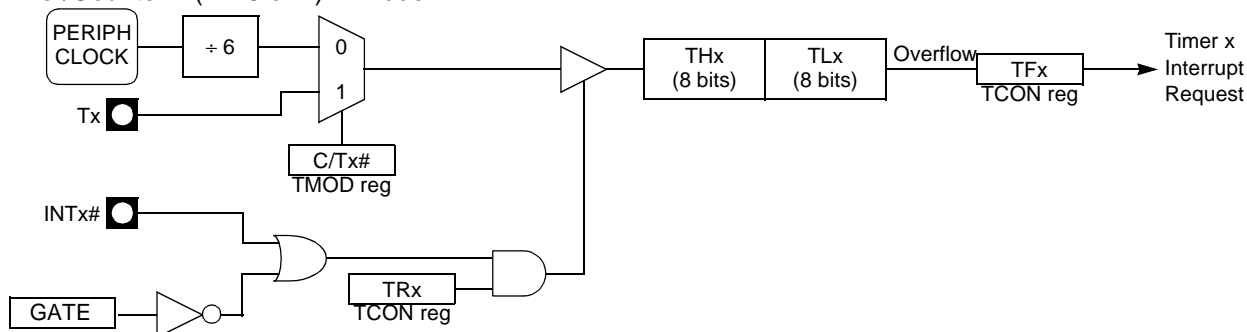 PERIPH
CLOCK
÷ 6
0
1
Tx
C/Tx#
TMOD reg
THx
(8 bits)
TLx
(8 bits)
Overflow
TFx
TCON reg
Timer x
Interrupt
Request
INTx#
GATE
TRx
TCON reg